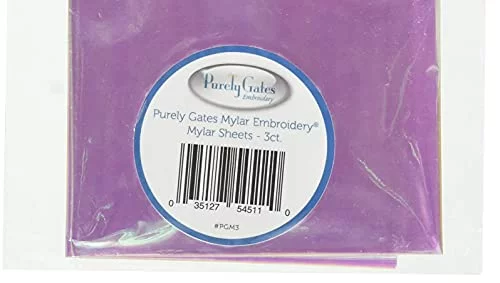 Purely Gates
Embroidery
Purely Gates Mylar Embroidery®
Mylar Sheets - 3ct.
0 35127 54511 0
#PGM3